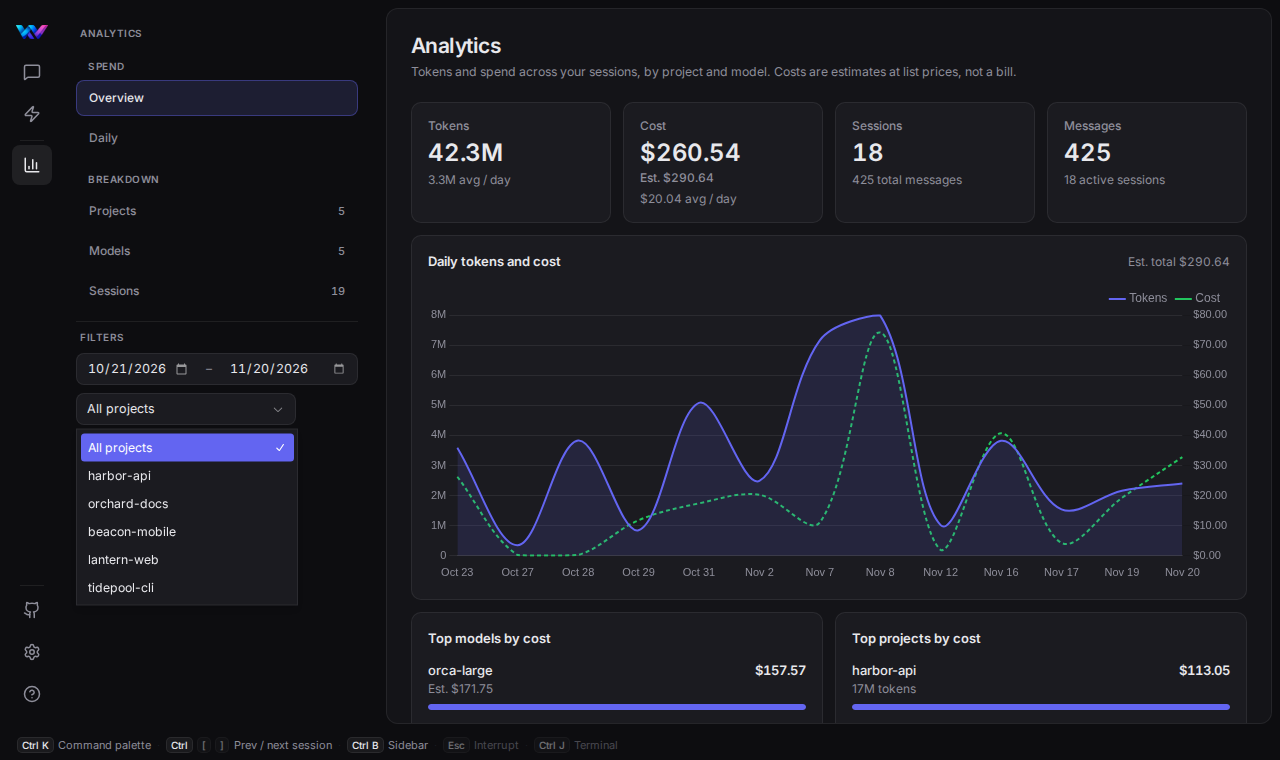 ANALYTICS
SPEND
Overview
Daily
BREAKDOWN
Projects 5
Models 5
Sessions 19
FILTERS
10/21/2026 – 11/20/2026
All projects
All projects
harbor-api
orchard-docs
beacon-mobile
lantern-web
tidepool-cli
Analytics
Tokens and spend across your sessions, by project and model. Costs are estimates at list prices, not a bill.
Tokens
42.3M
3.3M avg / day
Cost
$260.54
Est. $290.64
$20.04 avg / day
Sessions
18
425 total messages
Messages
425
18 active sessions
Daily tokens and cost
Est. total $290.64
Tokens Cost
8M $80.00
7M $70.00
6M $60.00
5M $50.00
4M $40.00
3M $30.00
2M $20.00
1M $10.00
0 $0.00
Oct 23 Oct 27 Oct 28 Oct 29 Oct 31 Nov 2 Nov 7 Nov 8 Nov 12 Nov 16 Nov 17 Nov 19 Nov 20
Top models by cost
orca-large $157.57
Est. $171.75
Top projects by cost
harbor-api $113.05
17M tokens
Ctrl K Command palette Ctrl [ ] Prev / next session Ctrl B Sidebar Esc Interrupt Ctrl J Terminal